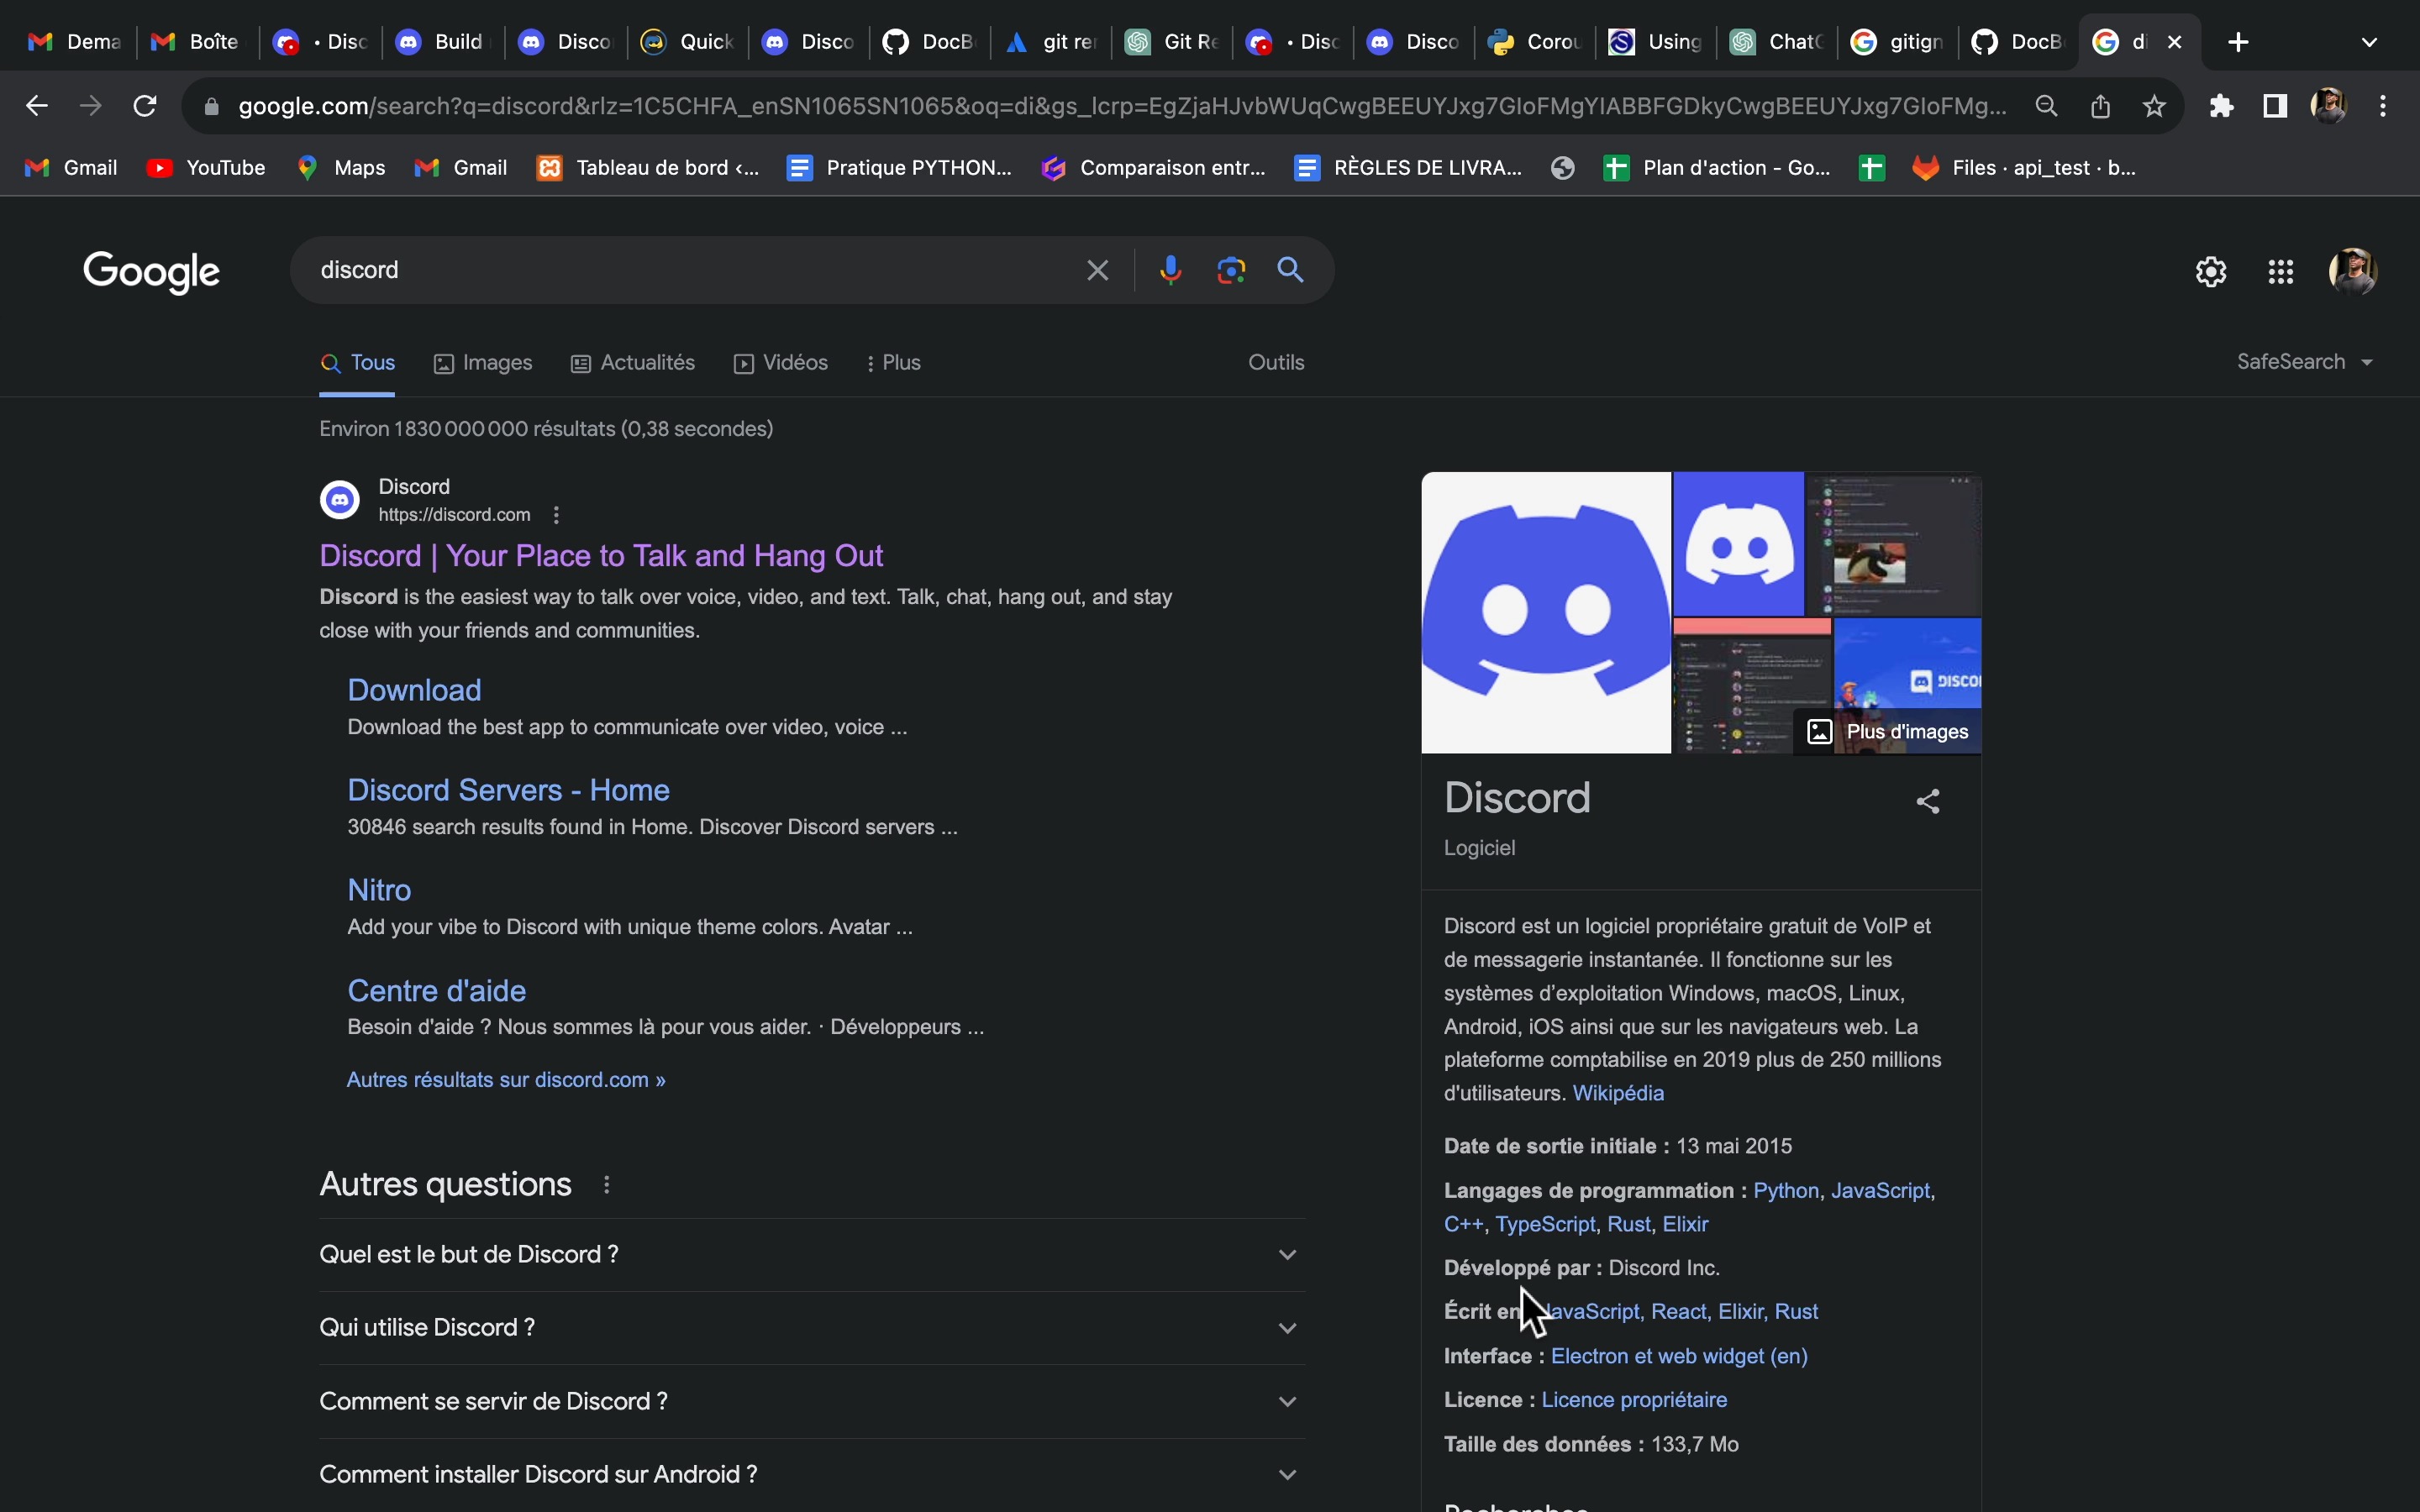 Dema
Boîte
• Disc
Build
Disco
Quick
Disco
DocB
git rer
Git Re
• Disc
Disco
Corou
Using
ChatG
gitign
DocB
di
google.com/search?q=discord&rlz=1C5CHFA_enSN1065SN1065&oq=di&gs_lcrp=EgZjaHJvbWUqCwgBEEUYJxg7GIoFMgYIABBFGDkyCwgBEEUYJxg7GIoFMg...
Gmail
YouTube
Maps
Gmail
Tableau de bord <...
Pratique PYTHON...
Comparaison entr...
RÈGLES DE LIVRA...
Plan d'action - Go...
Files · api_test · b...
Google
discord
Tous
Images
Actualités
Vidéos
Plus
Outils
SafeSearch
Environ 1 830 000 000 résultats (0,38 secondes)
Discord
https://discord.com
Discord | Your Place to Talk and Hang Out
Discord is the easiest way to talk over voice, video, and text. Talk, chat, hang out, and stay
close with your friends and communities.
Download
Download the best app to communicate over video, voice ...
Discord Servers - Home
30846 search results found in Home. Discover Discord servers ...
Nitro
Add your vibe to Discord with unique theme colors. Avatar ...
Centre d'aide
Besoin d'aide ? Nous sommes là pour vous aider. · Développeurs ...
Autres résultats sur discord.com »
Autres questions
Quel est le but de Discord ?
Qui utilise Discord ?
Comment se servir de Discord ?
Comment installer Discord sur Android ?
DISCO
Plus d'images
Discord
Logiciel
Discord est un logiciel propriétaire gratuit de VoIP et
de messagerie instantanée. Il fonctionne sur les
systèmes d'exploitation Windows, macOS, Linux,
Android, iOS ainsi que sur les navigateurs web. La
plateforme comptabilise en 2019 plus de 250 millions
d'utilisateurs. Wikipédia
Date de sortie initiale : 13 mai 2015
Langages de programmation : Python, JavaScript,
C++, TypeScript, Rust, Elixir
Développé par : Discord Inc.
Écrit en JavaScript, React, Elixir, Rust
Interface : Electron et web widget (en)
Licence : Licence propriétaire
Taille des données : 133,7 Mo